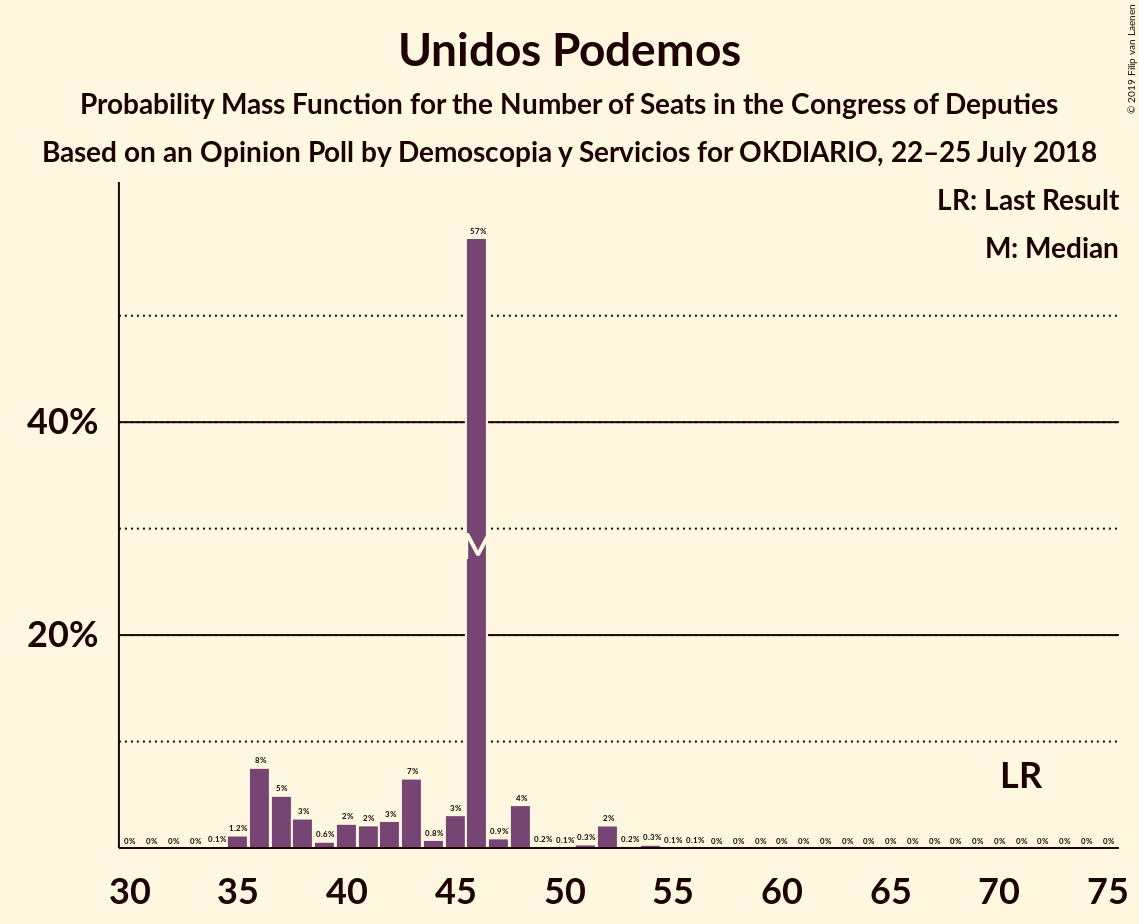 © 2019 Filip van Laenen
Unidos Podemos
Probability Mass Function for the Number of Seats in the Congress of Deputies
Based on an Opinion Poll by Demoscopia y Servicios for OKDIARIO, 22–25 July 2018
LR: Last Result
M: Median
57%
40%
M
20%
LR
0% 0% 0% 0% 0.1% 1.2% 8% 5% 3% 0.6% 2% 2% 3% 7% 0.8% 3% 0.9% 4% 0.2% 0.1% 0.3% 2% 0.2% 0.3% 0.1% 0.1% 0% 0% 0% 0% 0% 0% 0% 0% 0% 0% 0% 0% 0% 0% 0% 0% 0% 0% 0%
30 35 40 45 50 55 60 65 70 75